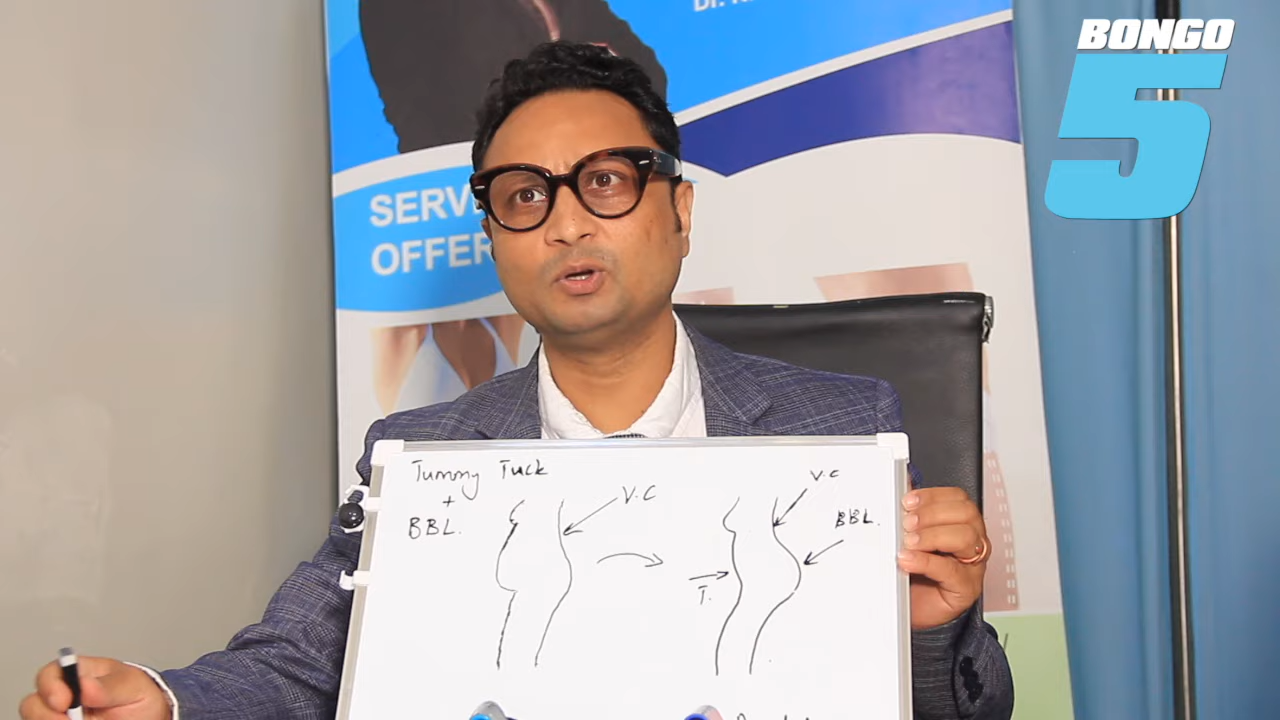 BONGO
5
SERV
OFFER
Tummy Tuck
+
BBL.
V.C
V.C
BBL.
T.